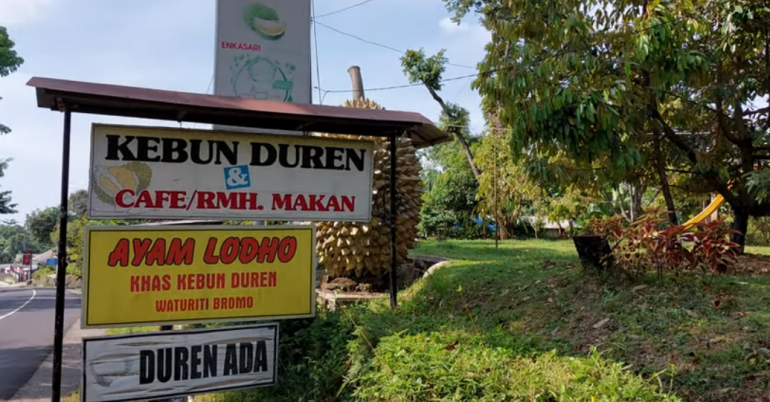 ENKASARI
KEBUN DUREN
&
CAFE/RMH. MAKAN
AYAM LODHO
KHAS KEBUN DUREN
WATURITI BROMO
DUREN ADA